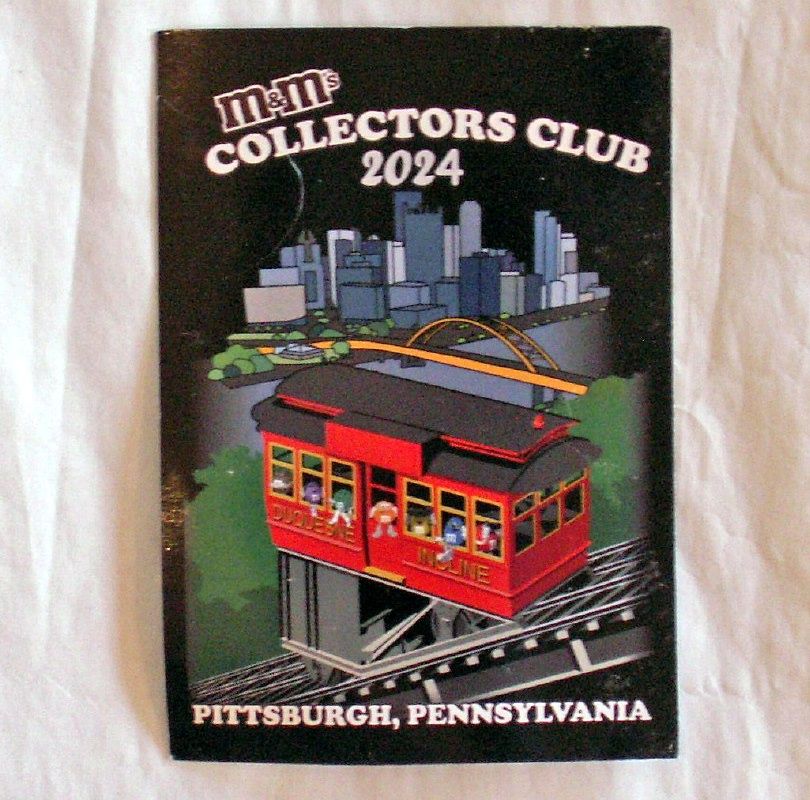 m&m's
COLLECTORS CLUB
2024
DUQUESNE
INCLINE
PITTSBURGH, PENNSYLVANIA